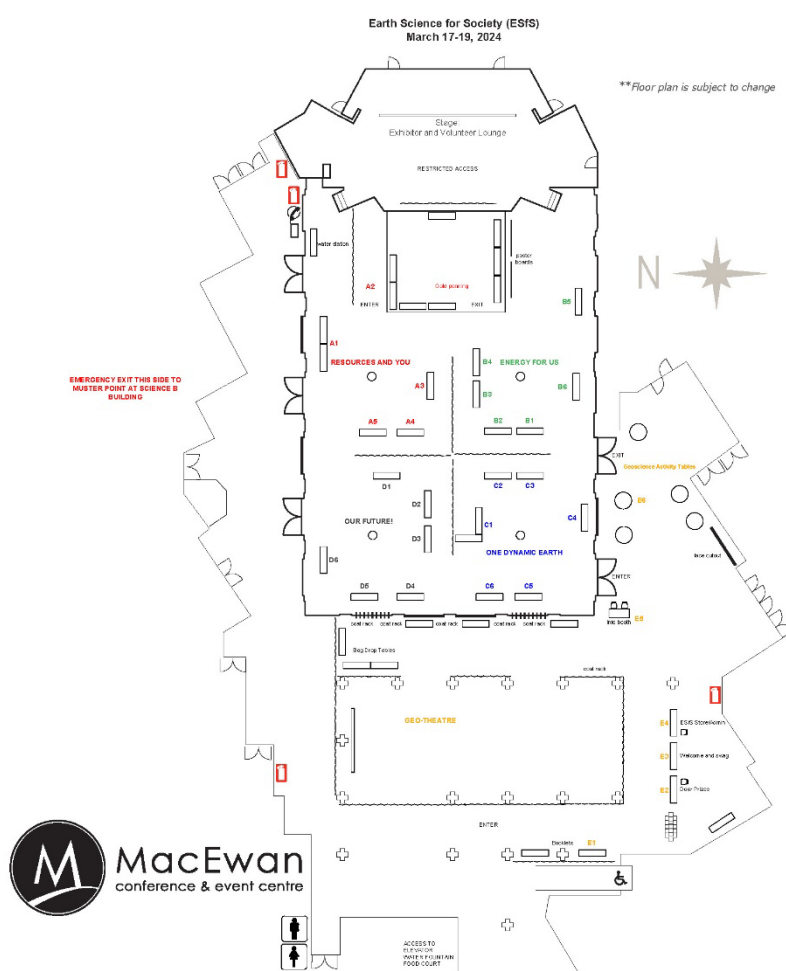 Earth Science for Society (ESfS)
March 17-19, 2024
**Floor plan is subject to change
Stage
Exhibitor and Volunteer Lounge
RESTRICTED ACCESS
water station
poster
boards
N
A2
Gold panning
ENTER
EXIT
B5
A1
RESOURCES AND YOU
B4
ENERGY FOR US
A3
B3
B6
EMERGENCY EXIT THIS SIDE TO
MUSTER POINT AT SCIENCE B
BUILDING
A5
A4
B2
B1
EXIT
Geoscience Activity Tables
D1
C2
C3
D2
E6
OUR FUTURE!
C1
C4
D3
ONE DYNAMIC EARTH
face cutout
D6
ENTER
D5
D4
C6
C5
info booth
E5
coat rack
coat rack
coat rack
coat rack
coat rack
Bag Drop Tables
coat rack
GEO-THEATRE
E4
ESfS Store/Admin
E3
Welcome and swag
E2
Door Prizes
ENTER
Booklets
E1
M
MacEwan
conference & event centre
ACCESS TO
ELEVATOR
WATER FOUNTAIN
FOOD COURT